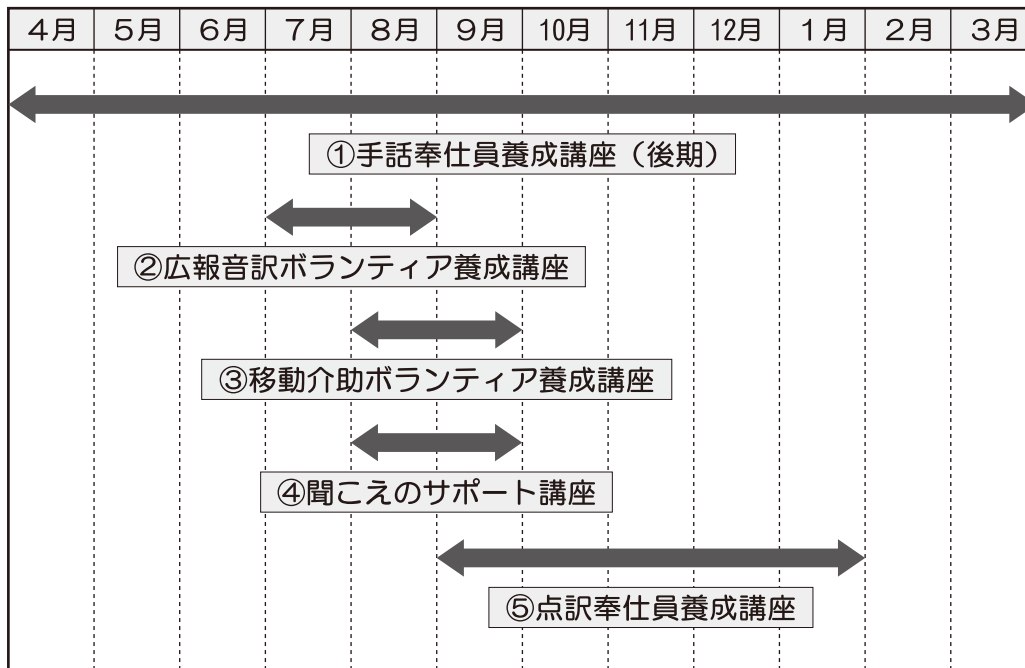 4月 5月 6月 7月 8月 9月 10月 11月 12月 1月 2月 3月
①手話奉仕員養成講座（後期）
②広報音訳ボランティア養成講座
③移動介助ボランティア養成講座
④聞こえのサポート講座
⑤点訳奉仕員養成講座